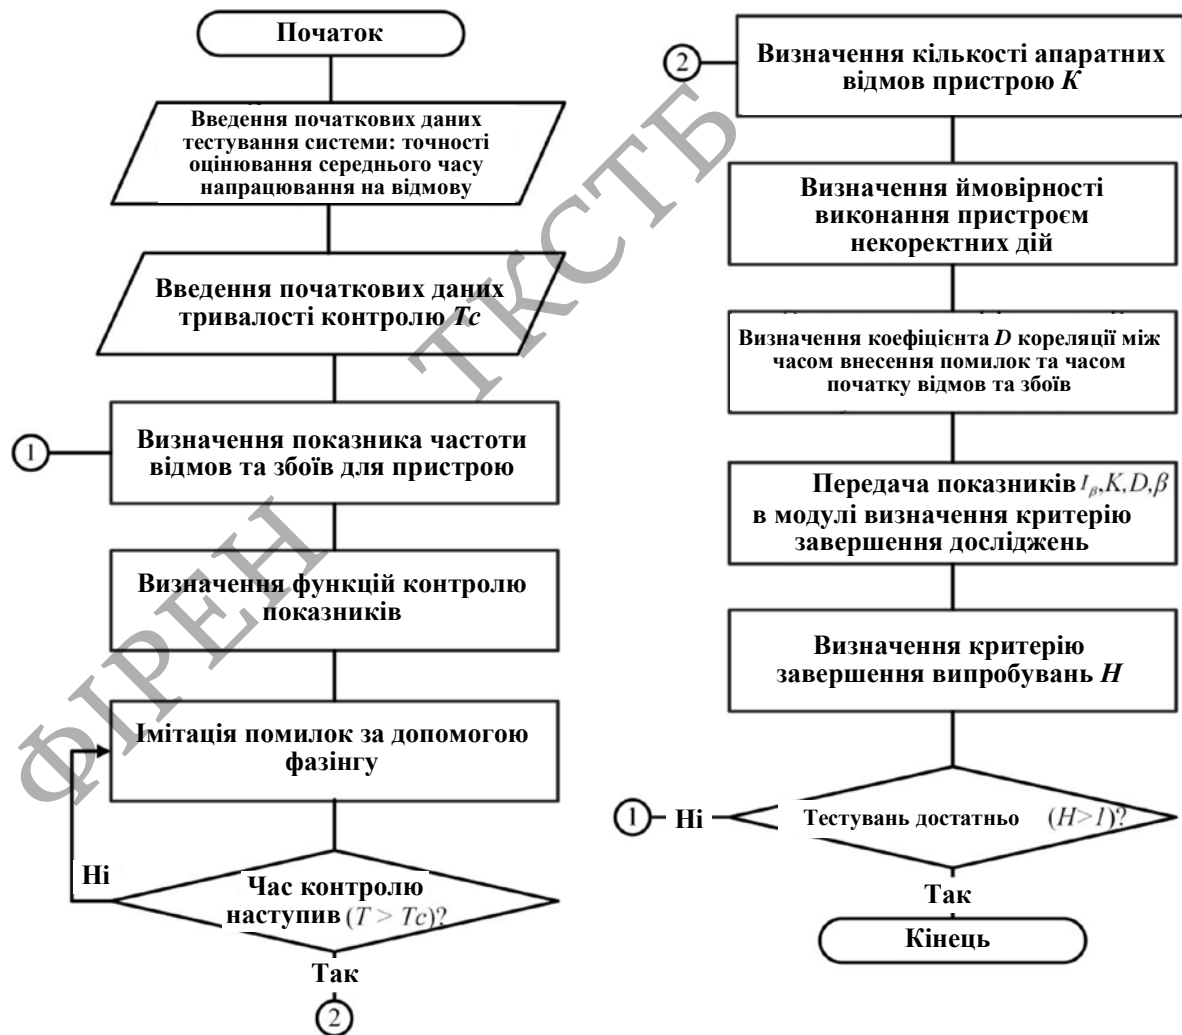 Початок
Введення початкових даних
тестування системи: точності
оцінювання середнього часу
напрацювання на відмову
Введення початкових даних
тривалості контролю Tc
1
Визначення показника частоти
відмов та збоїв для пристрою
Визначення функцій контролю
показників
Імітація помилок за допомогою
фазінгу
Ні
Час контролю
наступив (T > Tc)?
Так
2
2
Визначення кількості апаратних
відмов пристрою K
Визначення ймовірності
виконання пристроєм
некоректних дій
Визначення коефіцієнта D кореляції між
часом внесення помилок та часом
початку відмов та збоїв
Передача показників I_β,K,D,β
в модулі визначення критерію
завершення досліджень
Визначення критерію
завершення випробувань H
1
Ні
Тестувань достатньо (H>1)?
Так
Кінець
ФІРЕН ТКСТБ